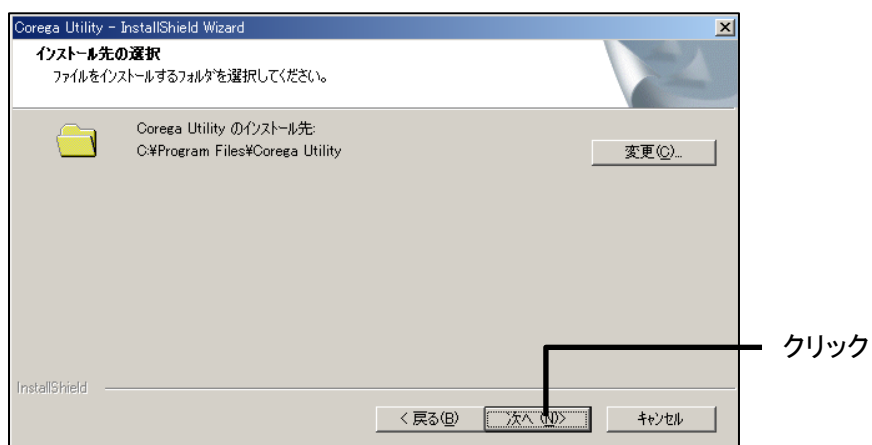 Corega Utility - InstallShield Wizard
インストール先の選択
ファイルをインストールするフォルダを選択してください。
Corega Utility のインストール先:
C:¥Program Files¥Corega Utility
変更(C)...
クリック
InstallShield
< 戻る(B)
次へ (N)>
キャンセル